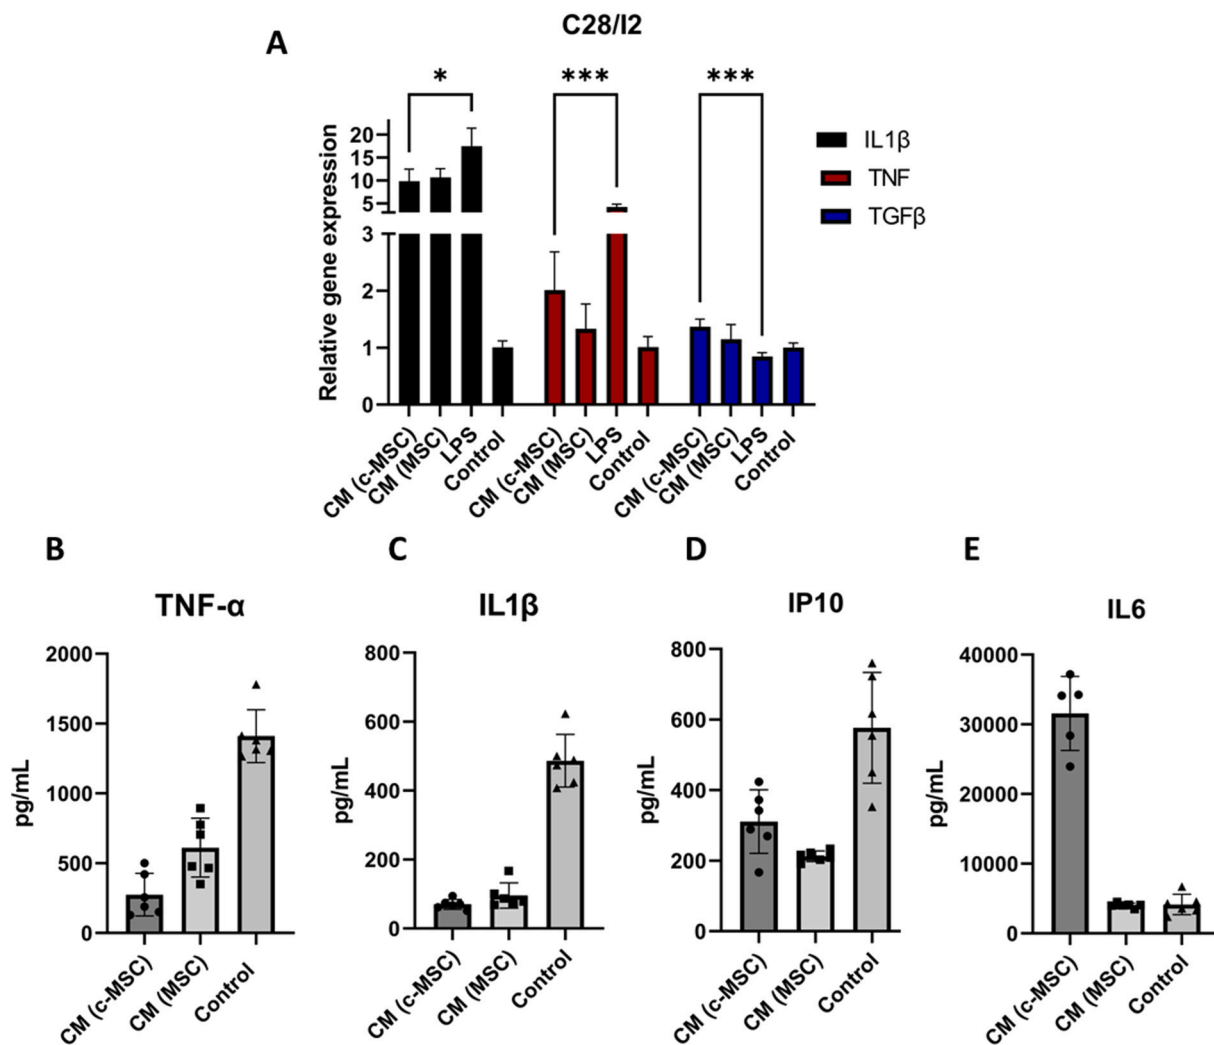 C28/I2
A
*
***
***
20
15
10
5
3
2
1
0
Relative gene expression
IL1β
TNF
TGFβ
CM (c-MSC)
CM (MSC)
LPS
Control
CM (c-MSC)
CM (MSC)
LPS
Control
CM (c-MSC)
CM (MSC)
LPS
Control
B
TNF-α
2000
1500
1000
500
0
pg/mL
CM (c-MSC)
CM (MSC)
Control
C
IL1β
800
600
400
200
0
pg/mL
CM (c-MSC)
CM (MSC)
Control
D
IP10
800
600
400
200
0
pg/mL
CM (c-MSC)
CM (MSC)
Control
E
IL6
40000
30000
20000
10000
0
pg/mL
CM (c-MSC)
CM (MSC)
Control